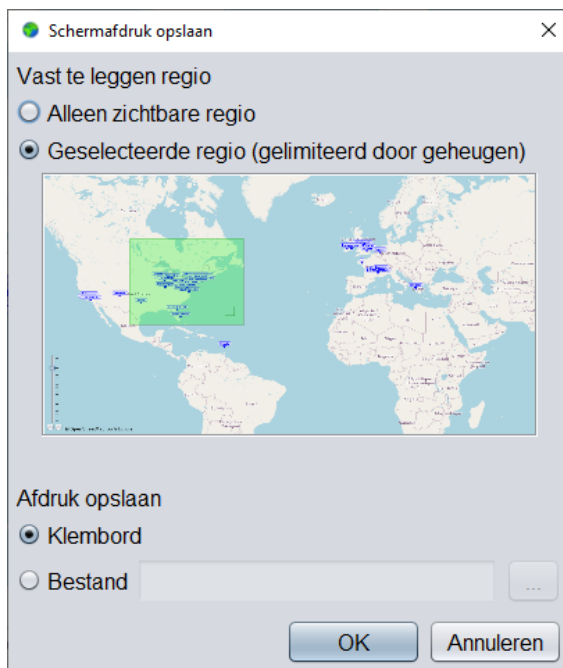 Schermafdruk opslaan
Vast te leggen regio
Alleen zichtbare regio
Geselecteerde regio (gelimiteerd door geheugen)
Afdruk opslaan
Klembord
Bestand
...
OK
Annuleren